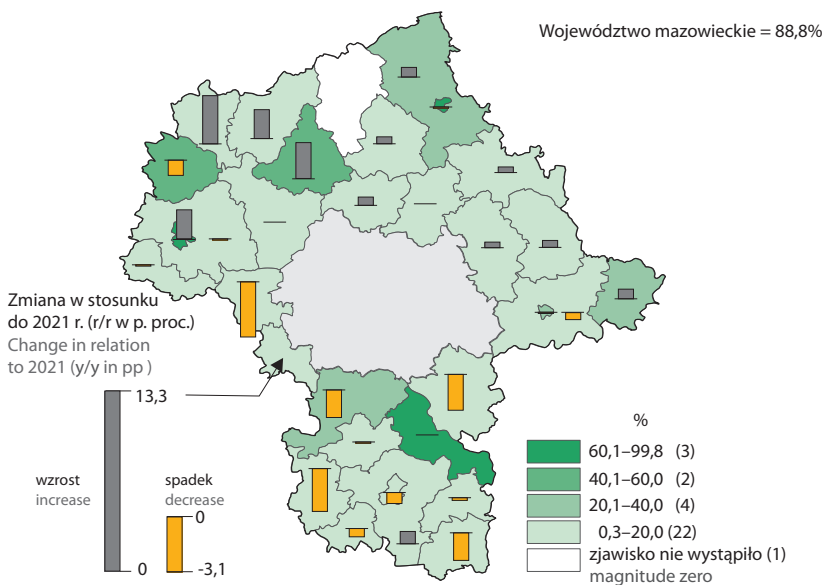 Województwo mazowieckie = 88,8%
Zmiana w stosunku
do 2021 r. (r/r w p. proc.)
Change in relation
to 2021 (y/y in pp )
13,3
wzrost
increase
0
spadek
decrease
0
-3,1
%
60,1–99,8 (3)
40,1–60,0 (2)
20,1–40,0 (4)
0,3–20,0 (22)
zjawisko nie wystąpiło (1)
magnitude zero